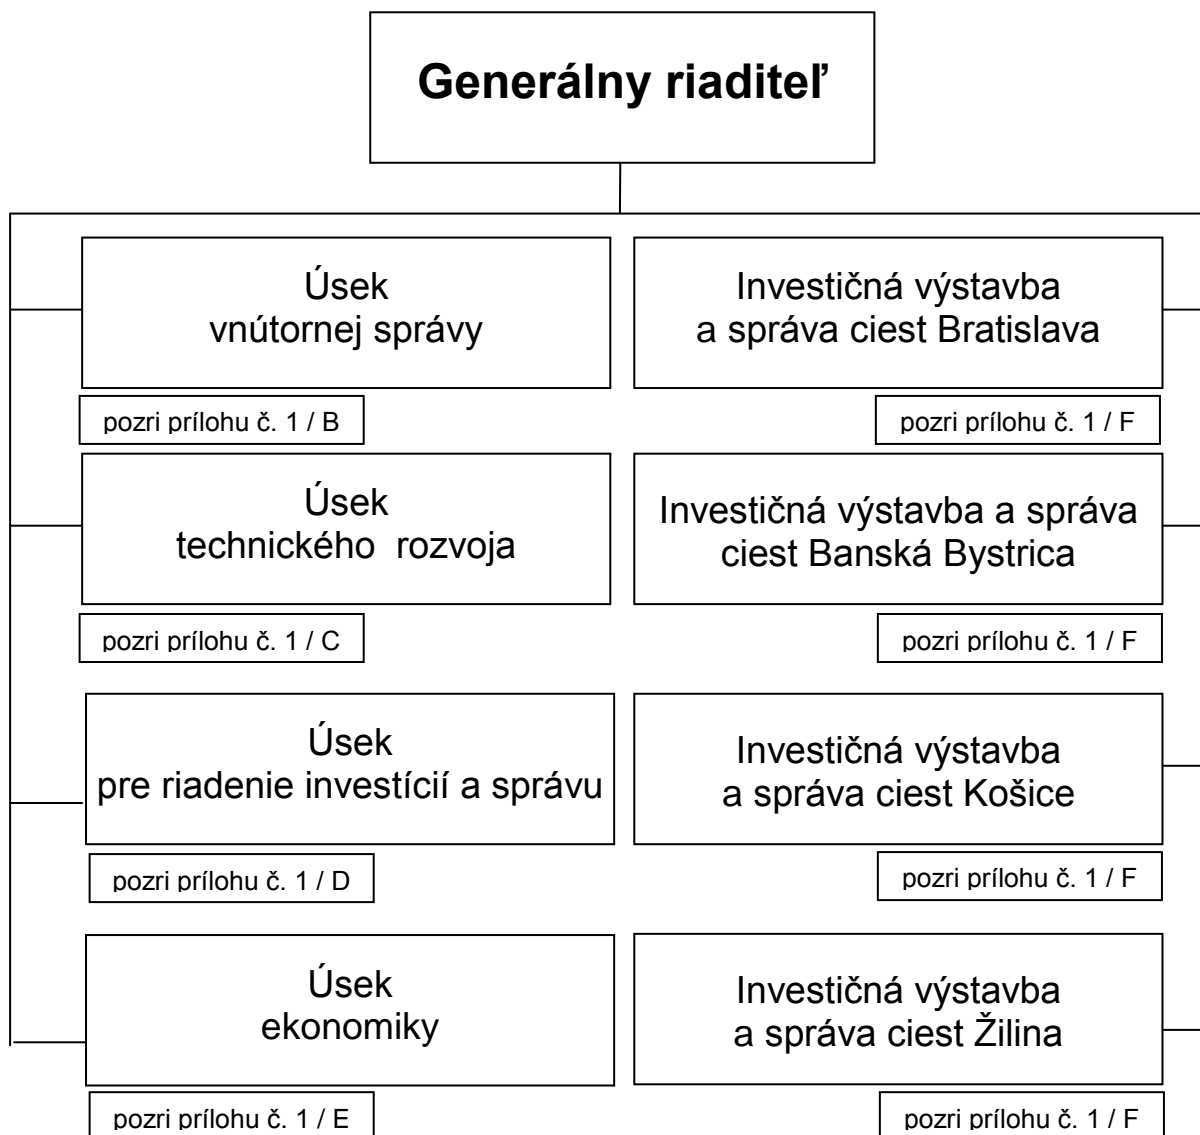 Generálny riaditeľ
Úsek
vnútornej správy
pozri prílohu č. 1 / B
Investičná výstavba
a správa ciest Bratislava
pozri prílohu č. 1 / F
Úsek
technického rozvoja
pozri prílohu č. 1 / C
Investičná výstavba a správa
ciest Banská Bystrica
pozri prílohu č. 1 / F
Úsek
pre riadenie investícií a správu
pozri prílohu č. 1 / D
Investičná výstavba
a správa ciest Košice
pozri prílohu č. 1 / F
Úsek
ekonomiky
pozri prílohu č. 1 / E
Investičná výstavba
a správa ciest Žilina
pozri prílohu č. 1 / F